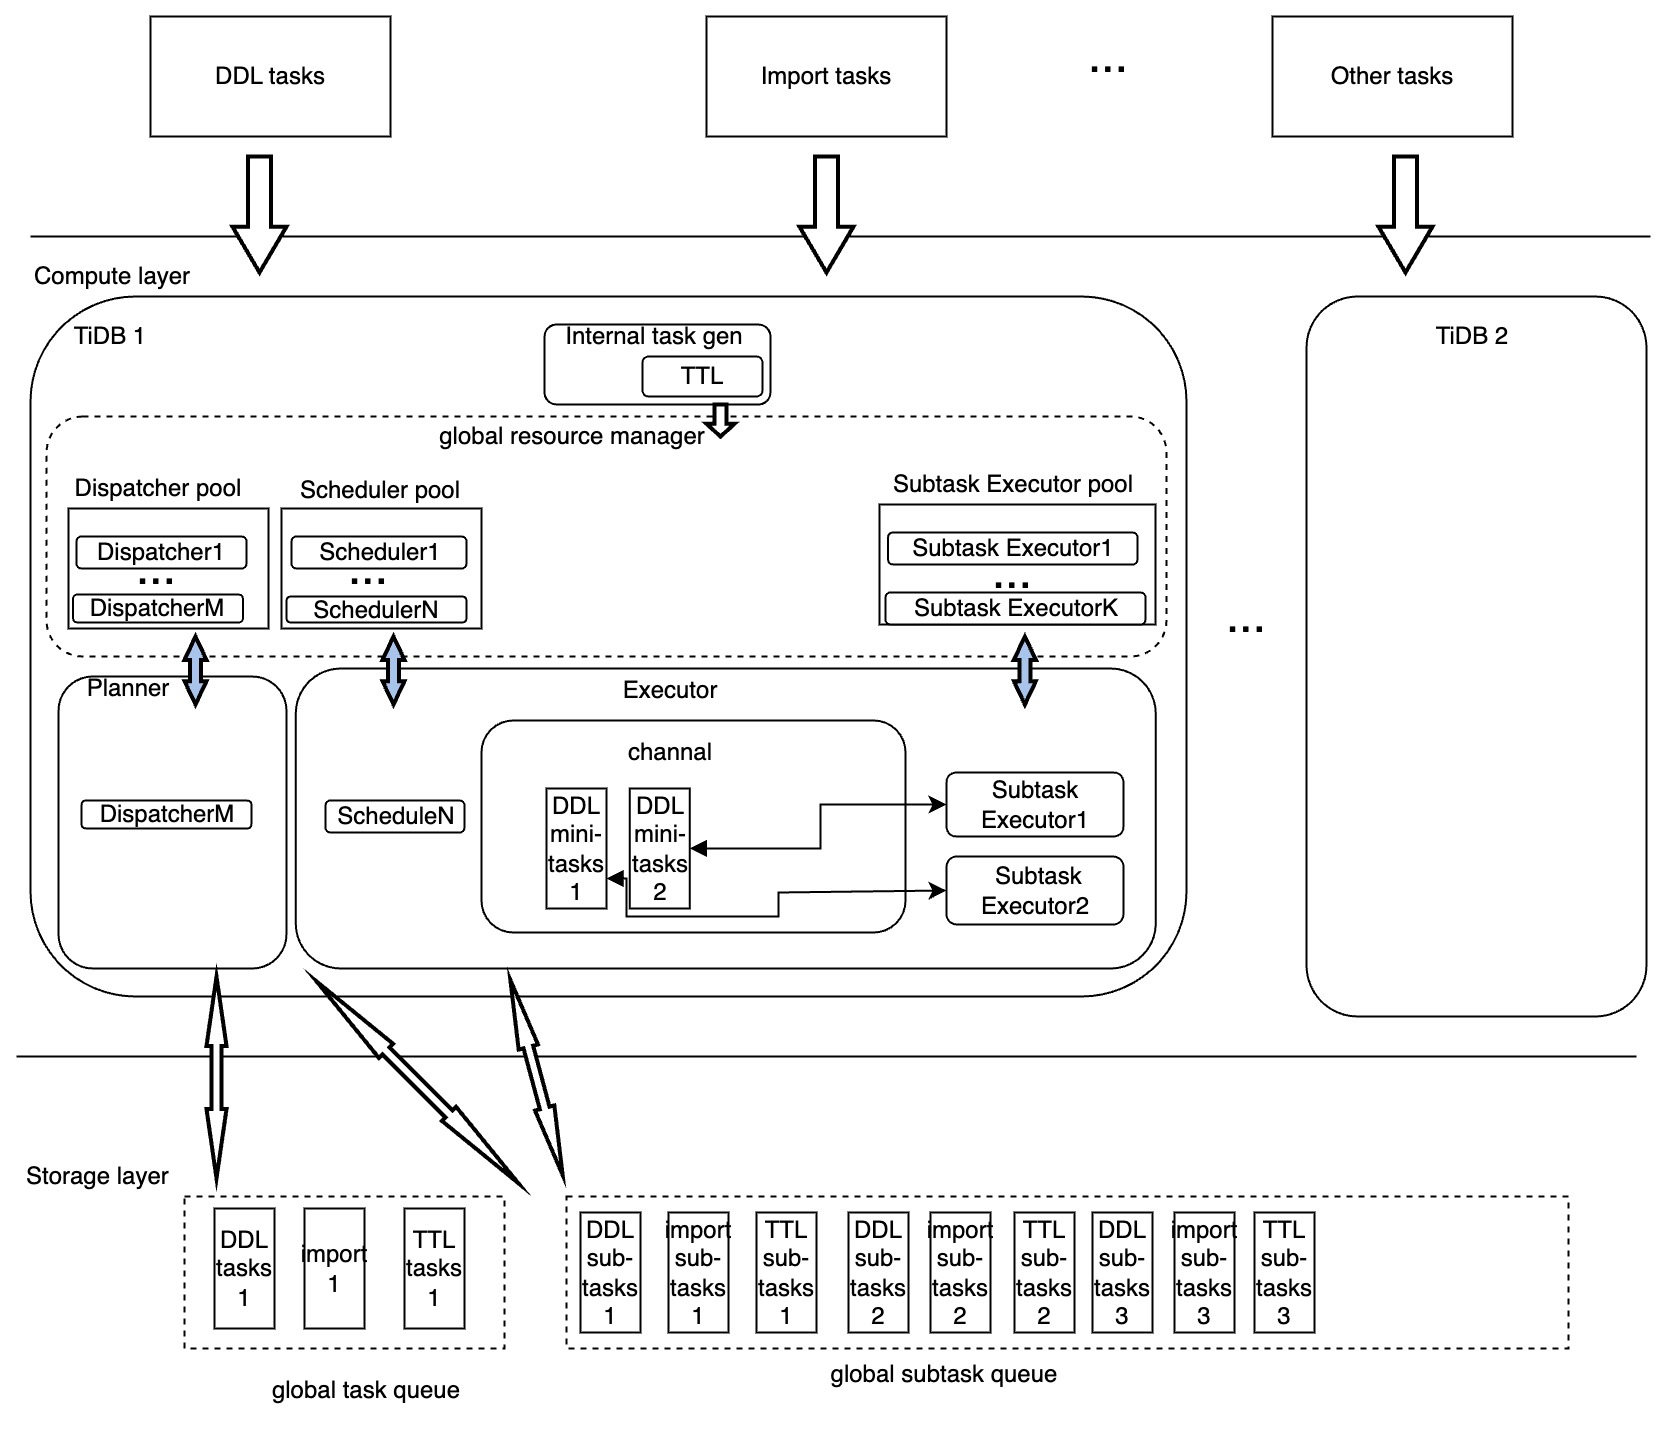 DDL tasks
Import tasks
...
Other tasks
Compute layer
TiDB 1
Internal task gen
TTL
TiDB 2
global resource manager
Dispatcher pool
Scheduler pool
Subtask Executor pool
Dispatcher1
...
DispatcherM
Scheduler1
...
SchedulerN
Subtask Executor1
...
Subtask ExecutorK
...
Planner
DispatcherM
Executor
ScheduleN
channal
DDL
mini-
tasks
1
DDL
mini-
tasks
2
Subtask
Executor1
Subtask
Executor2
Storage layer
DDL
tasks
1
import
1
TTL
tasks
1
global task queue
DDL
sub-
tasks
1
import
sub-
tasks
1
TTL
sub-
tasks
1
DDL
sub-
tasks
2
import
sub-
tasks
2
TTL
sub-
tasks
2
DDL
sub-
tasks
3
import
sub-
tasks
3
TTL
sub-
tasks
3
global subtask queue